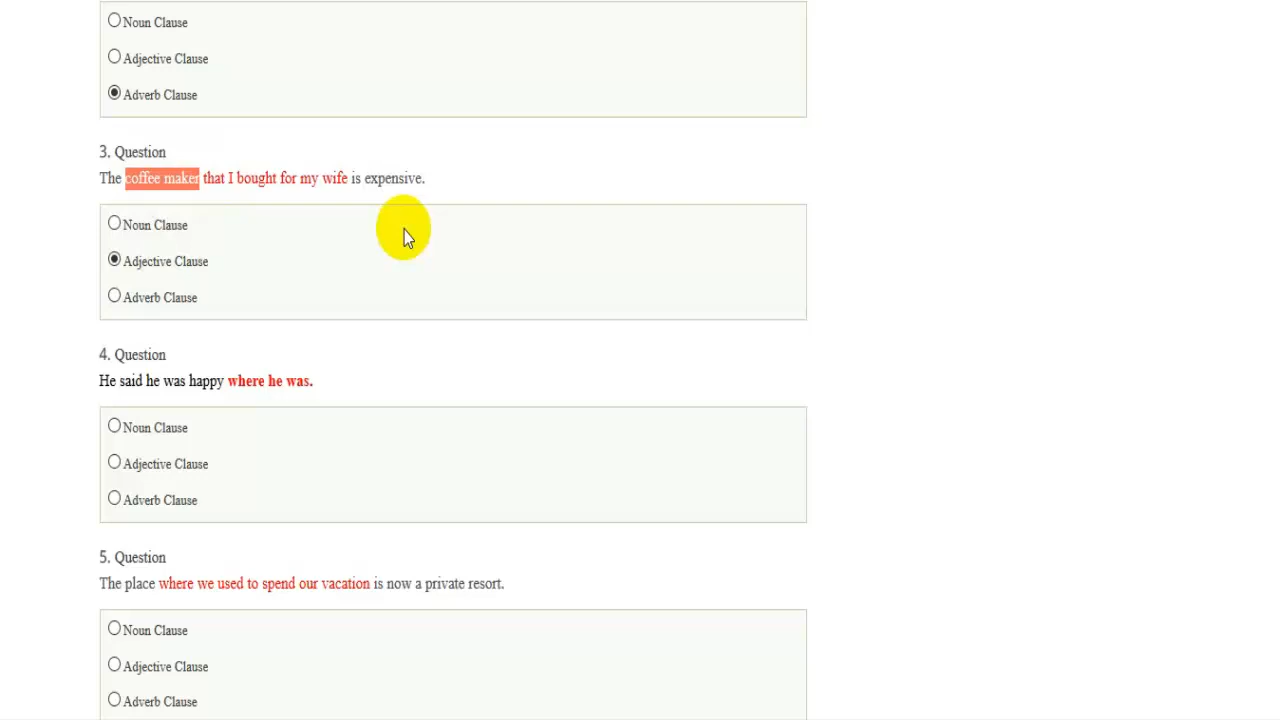 Noun Clause
Adjective Clause
Adverb Clause
3. Question
The coffee maker that I bought for my wife is expensive.
Noun Clause
Adjective Clause
Adverb Clause
4. Question
He said he was happy where he was.
Noun Clause
Adjective Clause
Adverb Clause
5. Question
The place where we used to spend our vacation is now a private resort.
Noun Clause
Adjective Clause
Adverb Clause